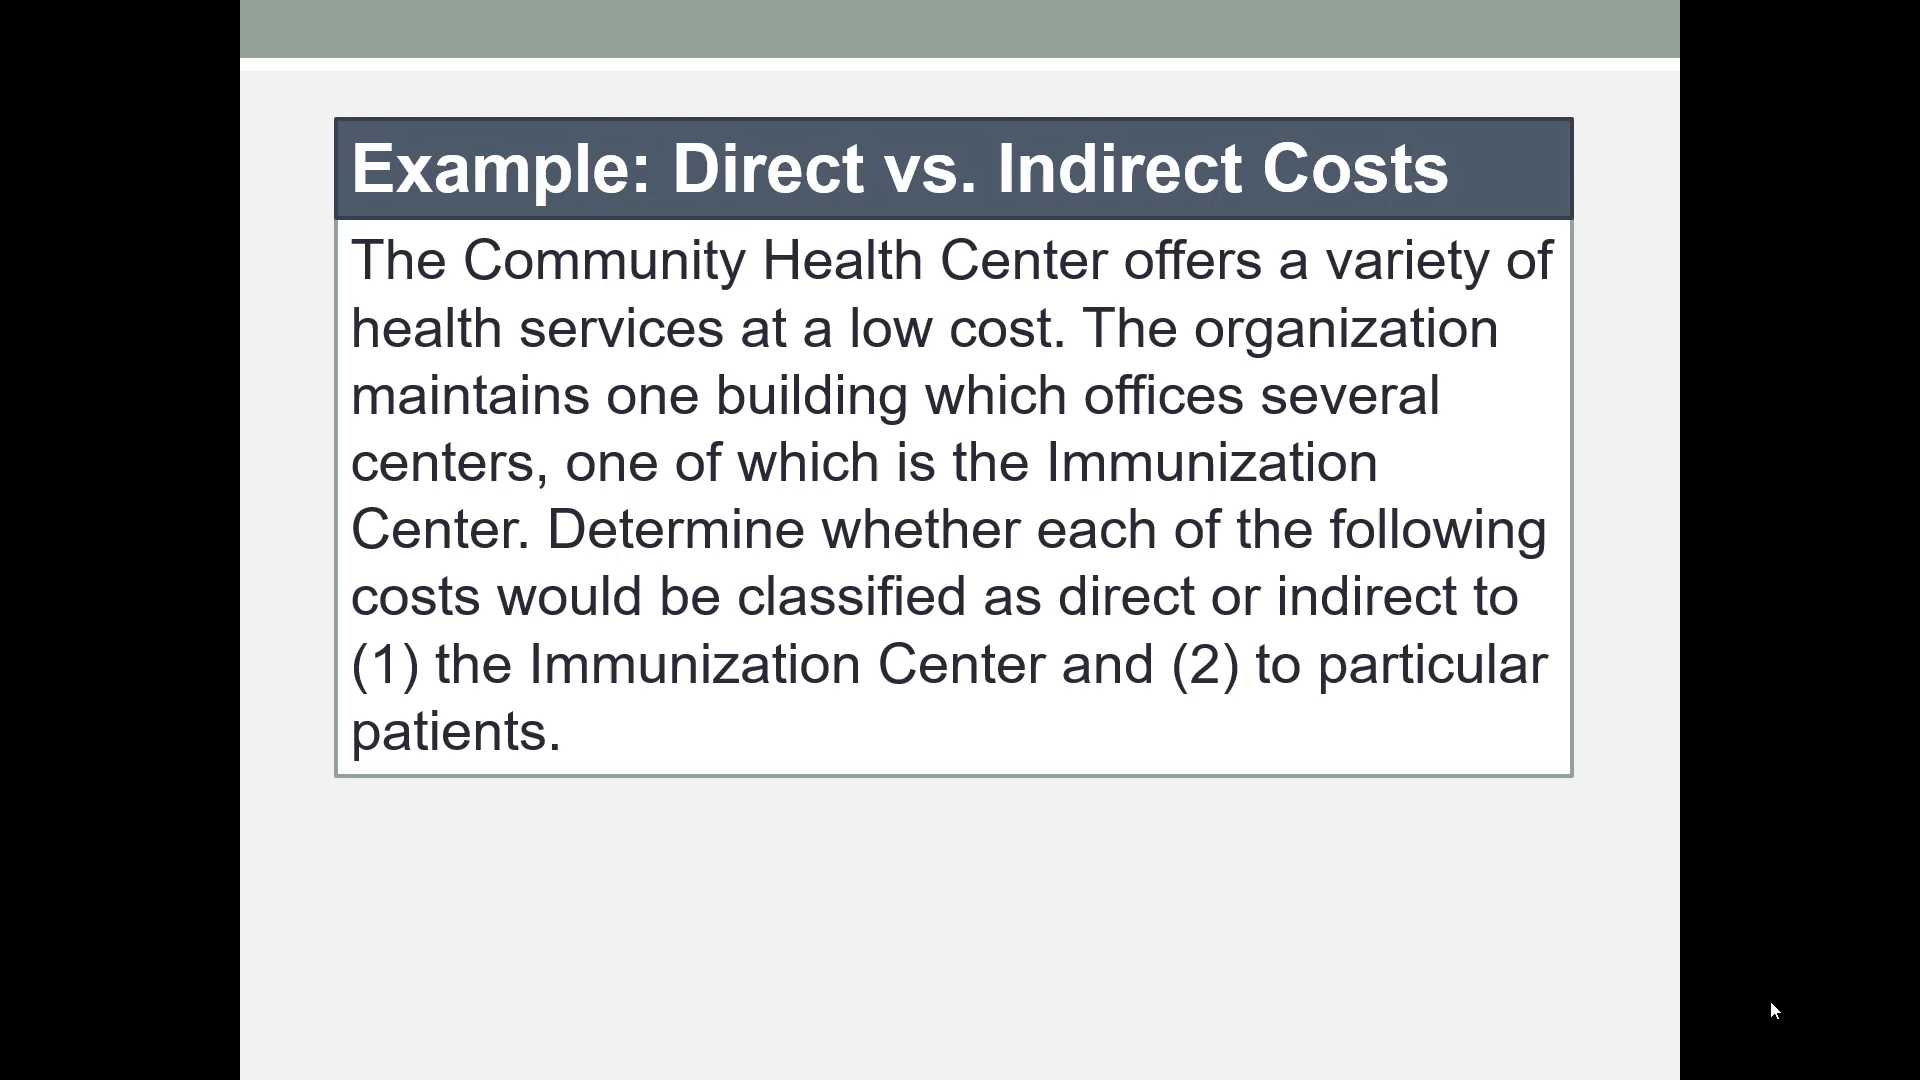 Example: Direct vs. Indirect Costs
The Community Health Center offers a variety of
health services at a low cost. The organization
maintains one building which offices several
centers, one of which is the Immunization
Center. Determine whether each of the following
costs would be classified as direct or indirect to
(1) the Immunization Center and (2) to particular
patients.